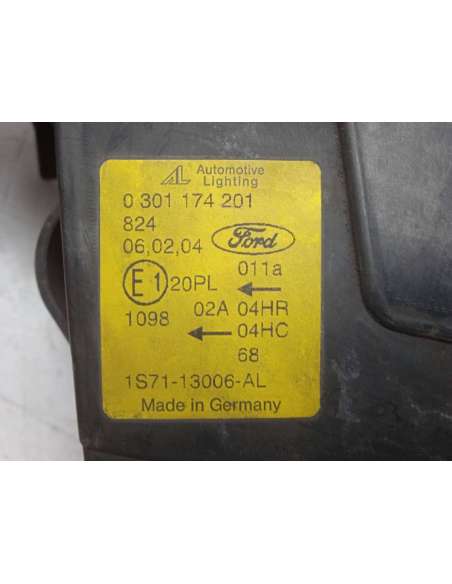 AL Automotive
Lighting
0 301 174 201
824
06,02,04
Ford
E1 20PL
011a
1098
02A 04HR
04HC
68
1S71-13006-AL
Made in Germany